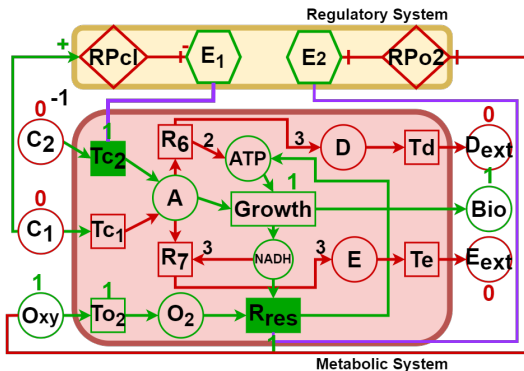 Regulatory System
+
RPcl
-
E1
E2
RPo2
0 -1
C2
1
Tc2
R6
2
ATP
3
D
Td
0
Dext
0
C1
Tc1
A
1
Growth
1
Bio
R7
3
NADH
3
E
Te
Eext
0
1
Oxy
1
To2
O2
Rres
1
Metabolic System